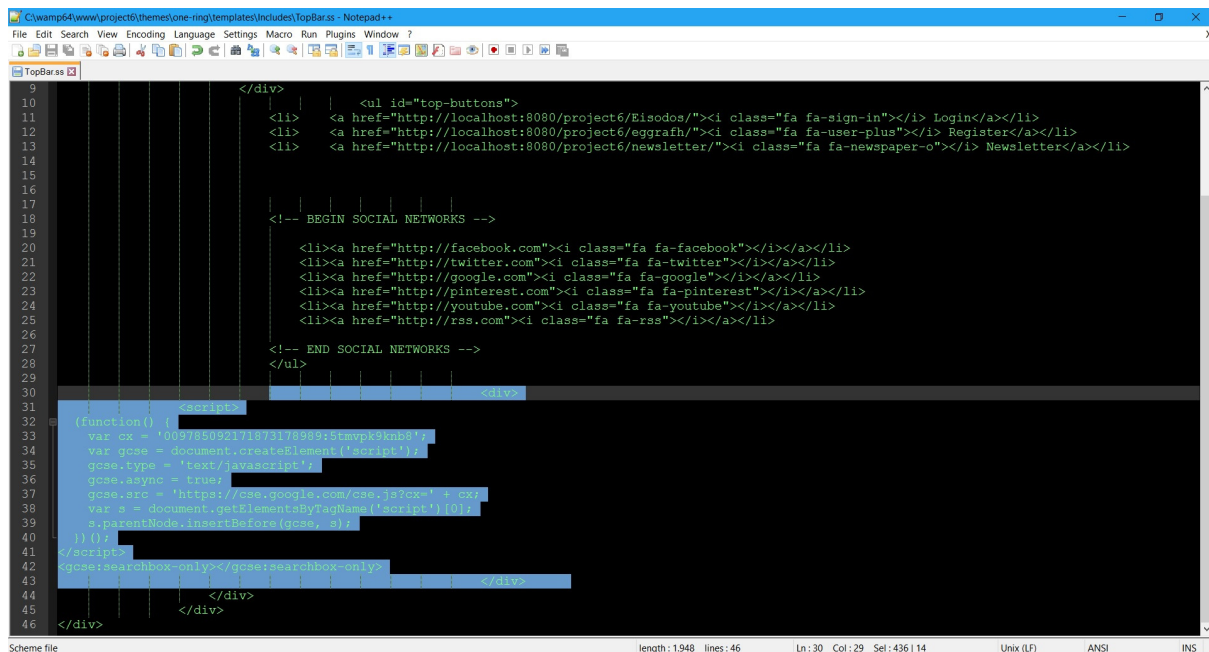 C:\wamp64\www\project6\themes\one-ring\templates\Includes\TopBar.ss - Notepad++
File Edit Search View Encoding Language Settings Macro Run Plugins Window ?
X
TopBar.ss
9 </div>
10 <ul id="top-buttons">
11 <li> <a href="http://localhost:8080/project6/Eisodos/"><i class="fa fa-sign-in"></i> Login</a></li>
12 <li> <a href="http://localhost:8080/project6/eggrafh/"><i class="fa fa-user-plus"></i> Register</a></li>
13 <li> <a href="http://localhost:8080/project6/newsletter/"><i class="fa fa-newspaper-o"></i> Newsletter</a></li>
14
15
16
17
18 <!-- BEGIN SOCIAL NETWORKS -->
19
20 <li><a href="http://facebook.com"><i class="fa fa-facebook"></i></a></li>
21 <li><a href="http://twitter.com"><i class="fa fa-twitter"></i></a></li>
22 <li><a href="http://google.com"><i class="fa fa-google"></i></a></li>
23 <li><a href="http://pinterest.com"><i class="fa fa-pinterest"></i></a></li>
24 <li><a href="http://youtube.com"><i class="fa fa-youtube"></i></a></li>
25 <li><a href="http://rss.com"><i class="fa fa-rss"></i></a></li>
26
27 <!-- END SOCIAL NETWORKS -->
28 </ul>
29
30 <div>
31 <script>
32 (function() {
33 var cx = '009785092171873178989:5tmvpk9knb8';
34 var gcse = document.createElement('script');
35 gcse.type = 'text/javascript';
36 gcse.async = true;
37 gcse.src = 'https://cse.google.com/cse.js?cx=' + cx;
38 var s = document.getElementsByTagName('script')[0];
39 s.parentNode.insertBefore(gcse, s);
40 })();
41 </script>
42 <gcse:searchbox-only></gcse:searchbox-only>
43 </div>
44 </div>
45 </div>
46 </div>
Scheme file length : 1.948 lines : 46 Ln : 30 Col : 29 Sel : 436 | 14 Unix (LF) ANSI INS